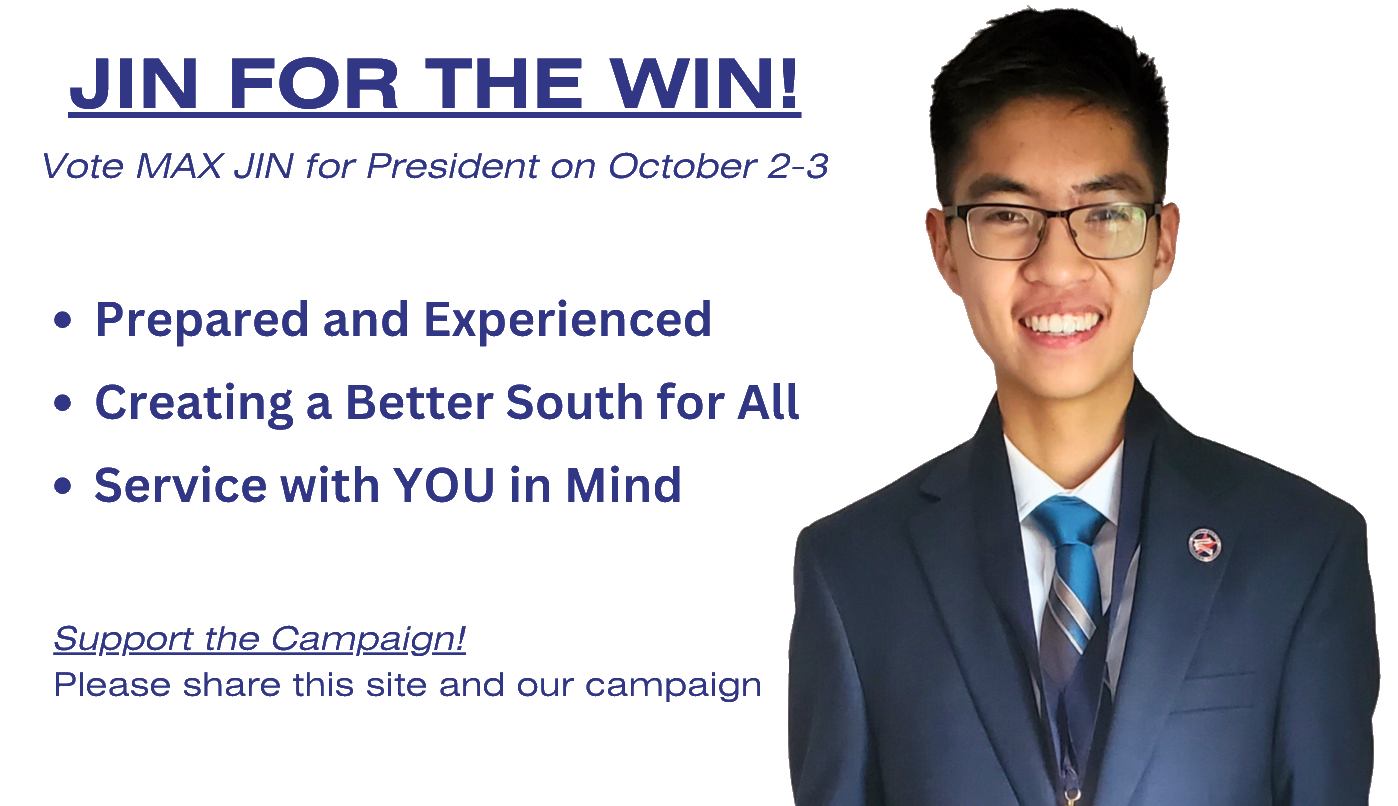 JIN FOR THE WIN!
Vote MAX JIN for President on October 2-3
• Prepared and Experienced
• Creating a Better South for All
• Service with YOU in Mind
Support the Campaign!
Please share this site and our campaign